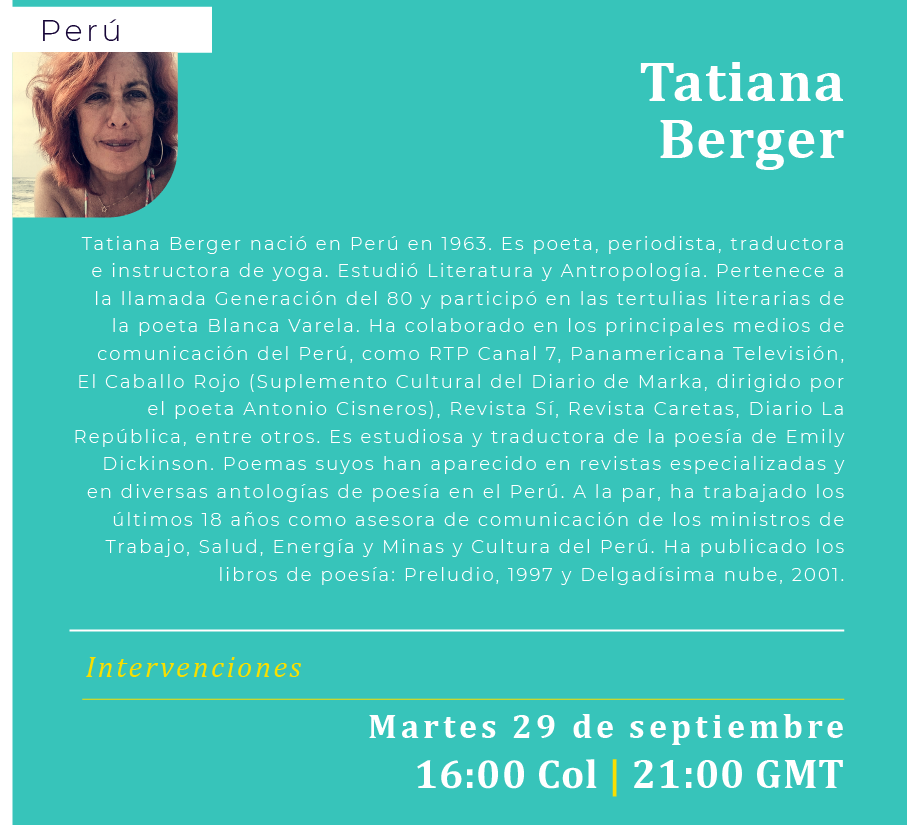 Perú
Tatiana
Berger
Tatiana Berger nació en Perú en 1963. Es poeta, periodista, traductora
e instructora de yoga. Estudió Literatura y Antropología. Pertenece a
la llamada Generación del 80 y participó en las tertulias literarias de
la poeta Blanca Varela. Ha colaborado en los principales medios de
comunicación del Perú, como RTP Canal 7, Panamericana Televisión,
El Caballo Rojo (Suplemento Cultural del Diario de Marka, dirigido por
el poeta Antonio Cisneros), Revista Sí, Revista Caretas, Diario La
República, entre otros. Es estudiosa y traductora de la poesía de Emily
Dickinson. Poemas suyos han aparecido en revistas especializadas y
en diversas antologías de poesía en el Perú. A la par, ha trabajado los
últimos 18 años como asesora de comunicación de los ministros de
Trabajo, Salud, Energía y Minas y Cultura del Perú. Ha publicado los
libros de poesía: Preludio, 1997 y Delgadísima nube, 2001.
Intervenciones
Martes 29 de septiembre
16:00 Col | 21:00 GMT